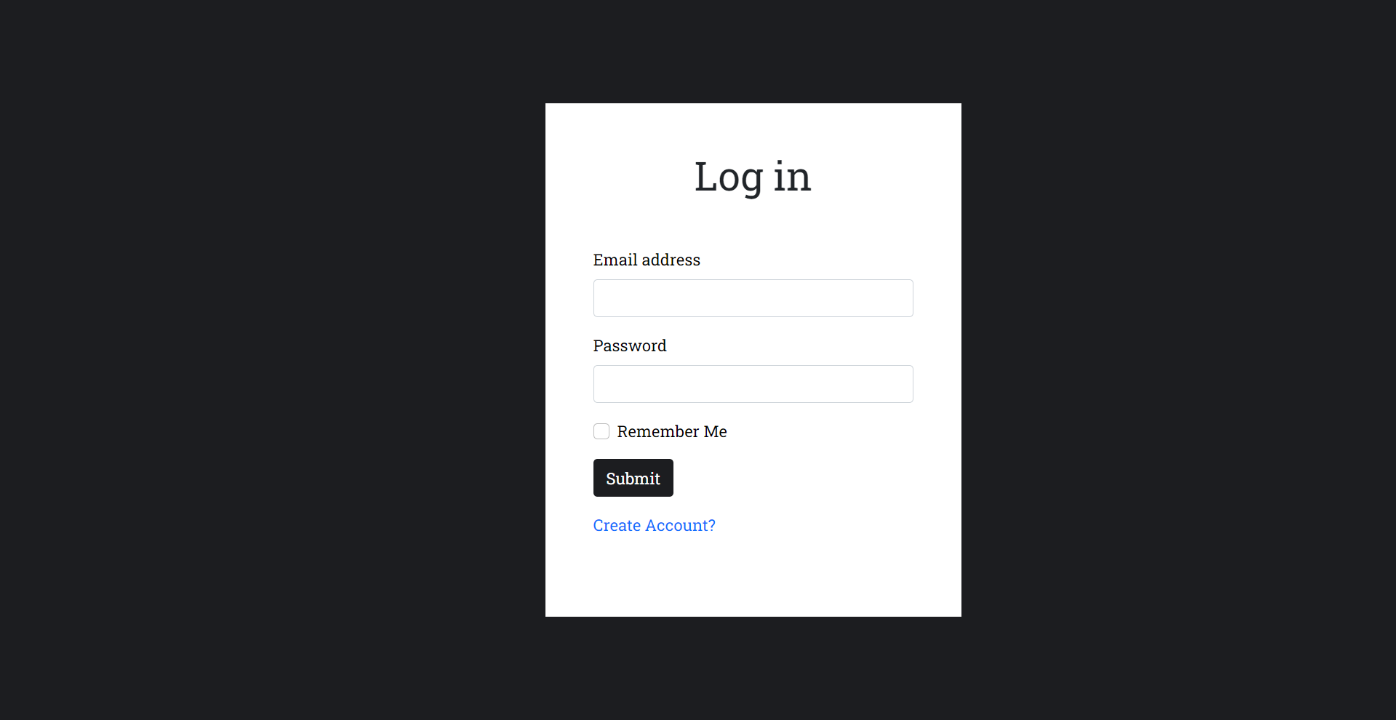 Log in
Email address
Password
Remember Me
Submit
Create Account?